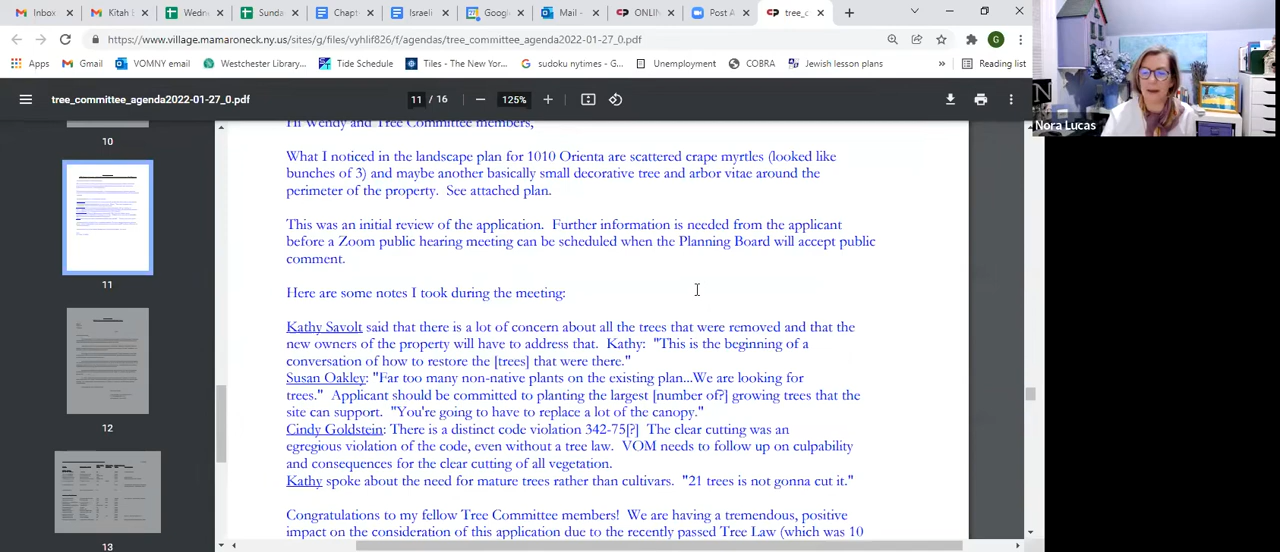 Inbox
Kitah E
Wedne
Sunda
Chapt
Israeli
Googl
Mail -
ONLIN
Post A
tree_c
https://www.village.mamaroneck.ny.us/sites/g/files/vyhlif826/f/agendas/tree_committee_agenda2022-01-27_0.pdf
G
Apps
Gmail
VOMNY email
Westchester Librar...
Tide Schedule
Tiles - The New Yor...
sudoku nytimes - G...
Unemployment
COBRA
Jewish lesson plans
»
Reading list
tree_committee_agenda2022-01-27_0.pdf
11 / 16
125%
Nora Lucas
10
11
12
13
Hi Wendy and Tree Committee members,
What I noticed in the landscape plan for 1010 Orienta are scattered crape myrtles (looked like
bunches of 3) and maybe another basically small decorative tree and arbor vitae around the
perimeter of the property.  See attached plan.
This was an initial review of the application.  Further information is needed from the applicant
before a Zoom public hearing meeting can be scheduled when the Planning Board will accept public
comment.
Here are some notes I took during the meeting:
Kathy Savolt said that there is a lot of concern about all the trees that were removed and that the
new owners of the property will have to address that.  Kathy: "This is the beginning of a
conversation of how to restore the [trees] that were there."
Susan Oakley: "Far too many non-native plants on the existing plan...We are looking for
trees."  Applicant should be committed to planting the largest [number of?] growing trees that the
site can support.  "You're going to have to replace a lot of the canopy."
Cindy Goldstein: There is a distinct code violation 342-75[?]  The clear cutting was an
egregious violation of the code, even without a tree law.  VOM needs to follow up on culpability
and consequences for the clear cutting of all vegetation.
Kathy spoke about the need for mature trees rather than cultivars.  "21 trees is not gonna cut it."
Congratulations to my fellow Tree Committee members!  We are having a tremendous, positive
impact on the consideration of this application due to the recently passed Tree Law (which was 10